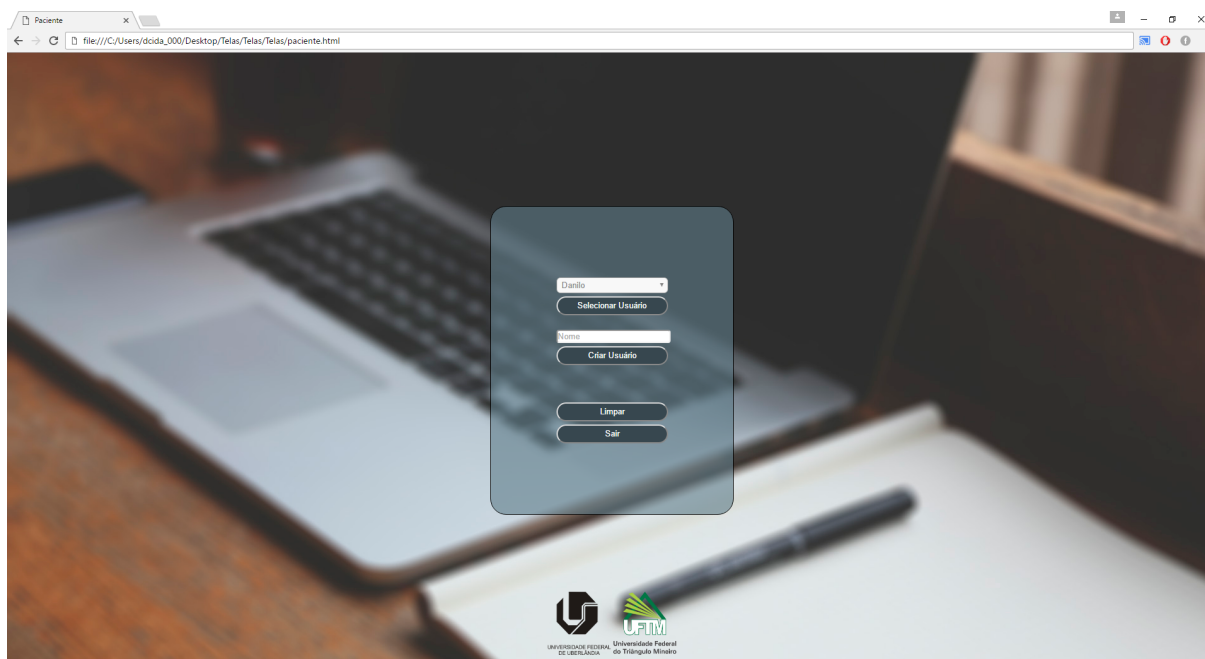 Paciente
file:///C:/Users/dcida_000/Desktop/Telas/Telas/Telas/paciente.html
Danilo
Selecionar Usuário
Nome
Criar Usuário
Limpar
Sair
UFTM
UNIVERSIDADE FEDERAL
DE UBERLÂNDIA
Universidade Federal
do Triângulo Mineiro